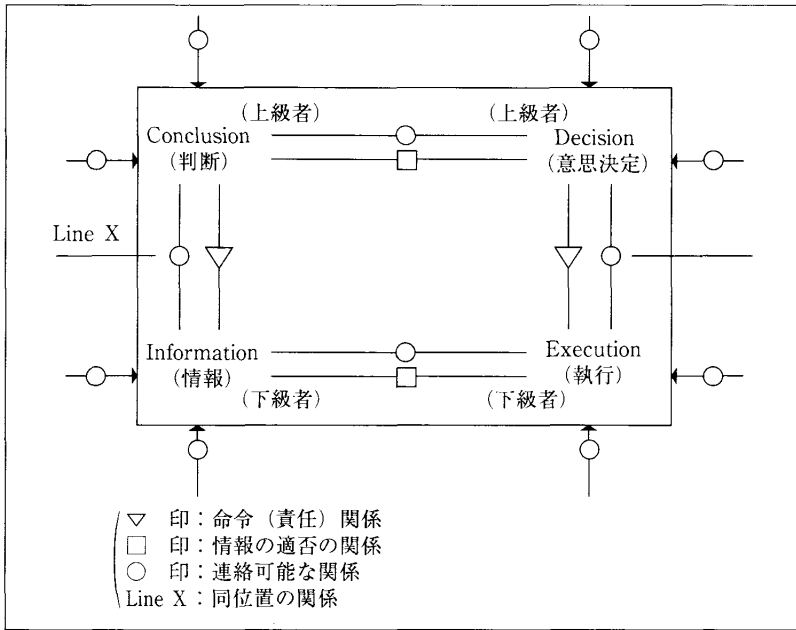 (上級者) (上級者)
Conclusion Decision
(判断) (意思決定)
Line X
Information Execution
(情報) (執行)
(下級者) (下級者)
▽ 印:命令(責任)関係
□ 印:情報の適否の関係
○ 印:連絡可能な関係
Line X:同位置の関係